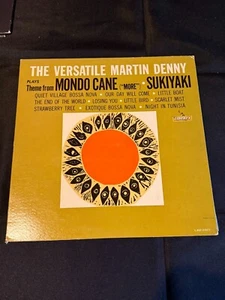 THE VERSATILE MARTIN DENNY
PLAYS
Theme from MONDO CANE ("MORE") • SUKIYAKI
QUIET VILLAGE BOSSA NOVA • OUR DAY WILL COME • LITTLE BOAT
THE END OF THE WORLD • LOSING YOU • LITTLE BIRD • SCARLET MIST
STRAWBERRY TREE • EXOTIQUE BOSSA NOVA • NIGHT IN TUNISIA
LIBERTY